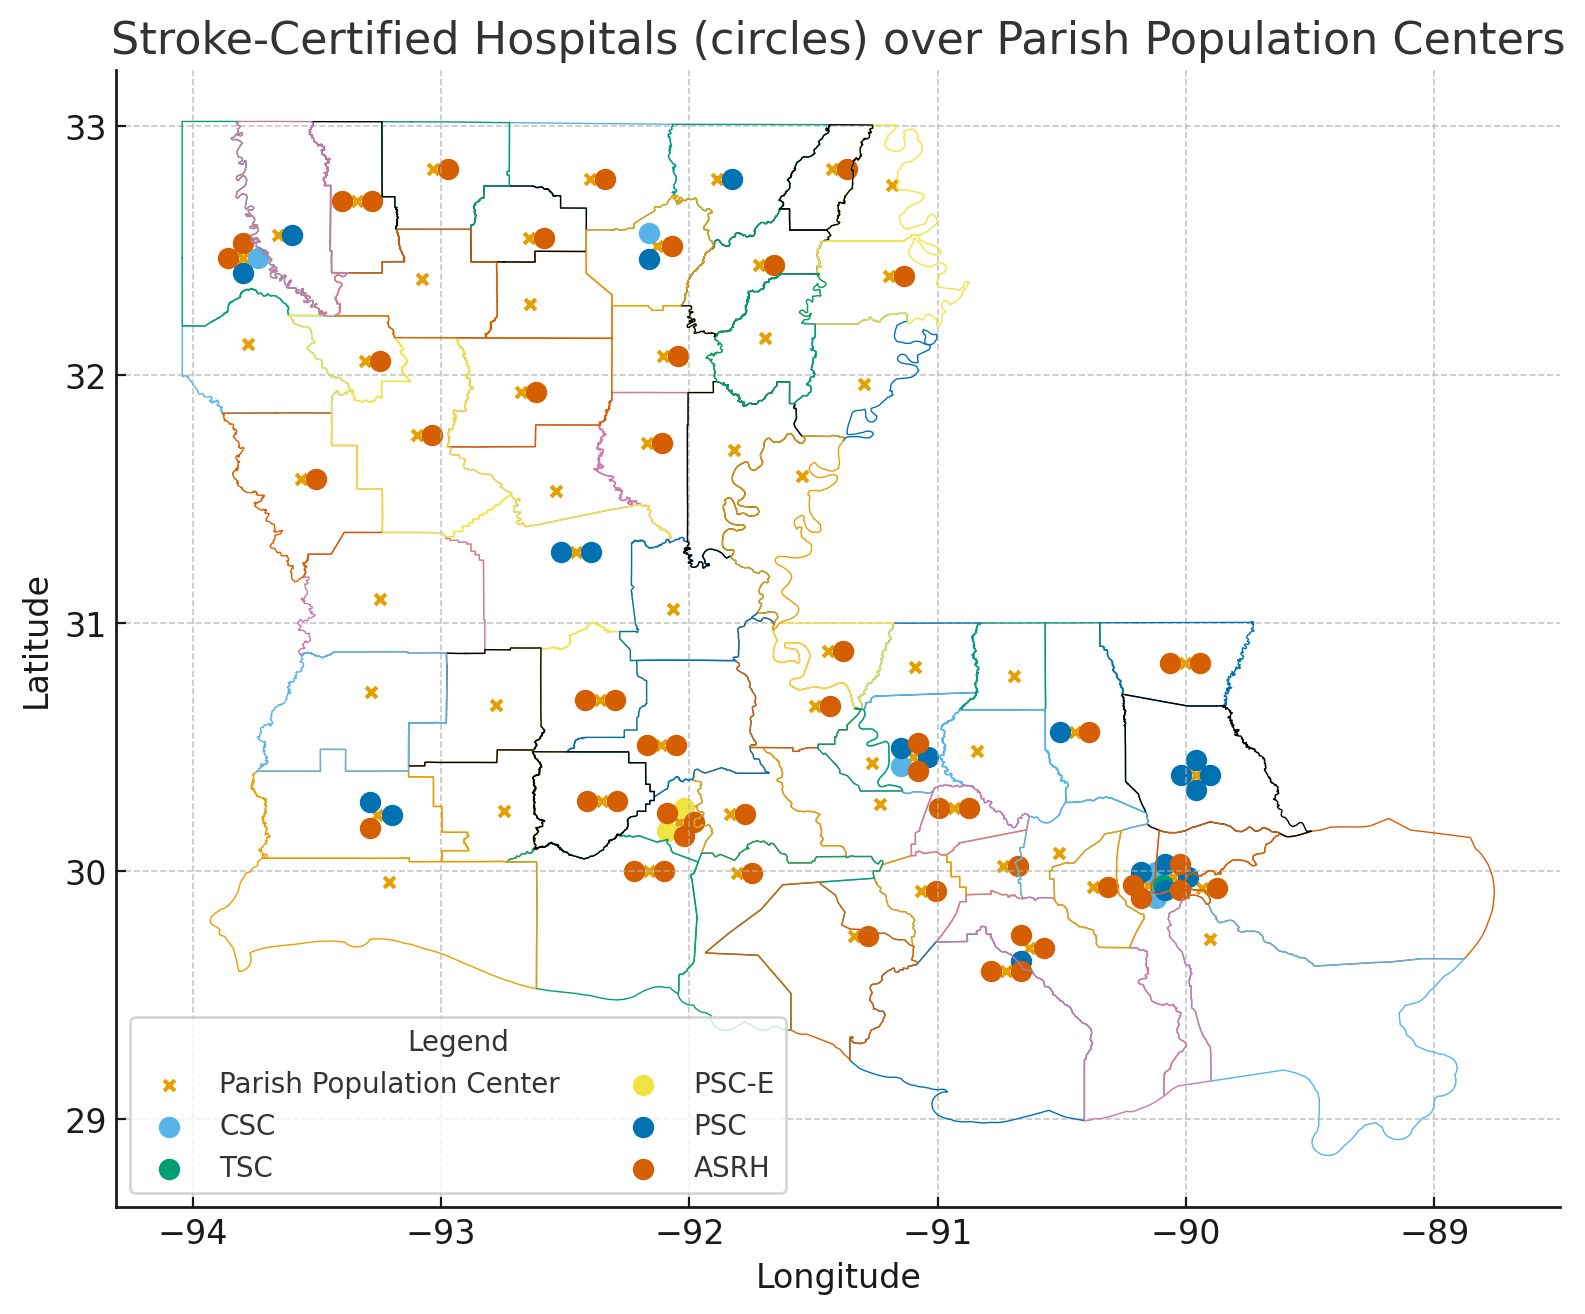 Stroke-Certified Hospitals (circles) over Parish Population Centers
33
32
31
30
29
Latitude
Legend
Parish Population Center
CSC
TSC
PSC-E
PSC
ASRH
−94
−93
−92
−91
−90
−89
Longitude